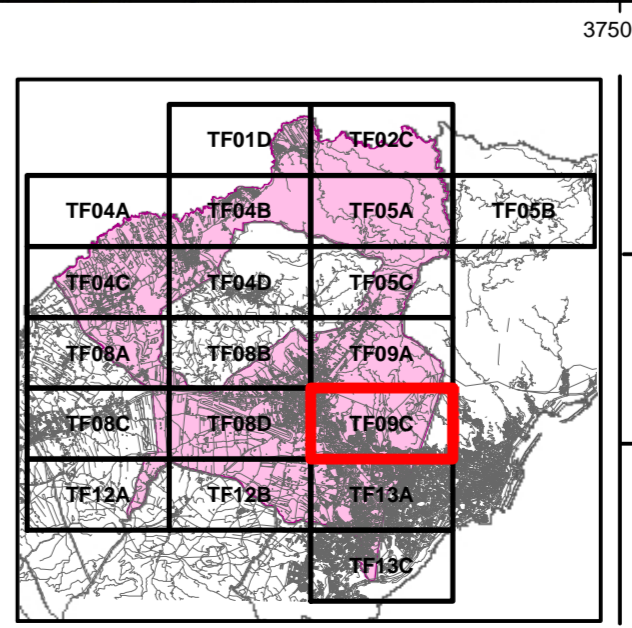 3750
TF01D TF02C
TF04A TF04B TF05A TF05B
TF04C TF04D TF05C
TF08A TF08B TF09A
TF08C TF08D TF09C
TF12A TF12B TF13A
TF13C